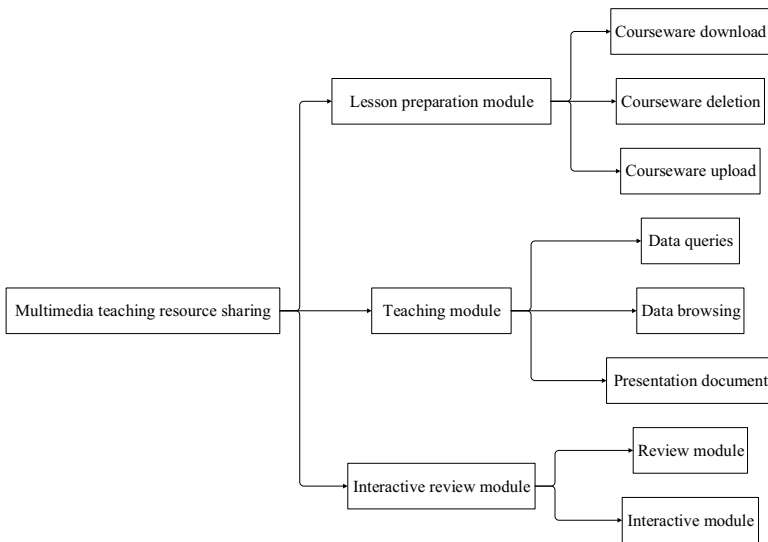 Courseware download
Lesson preparation module
Courseware deletion
Courseware upload
Data queries
Multimedia teaching resource sharing
Teaching module
Data browsing
Presentation document
Review module
Interactive review module
Interactive module